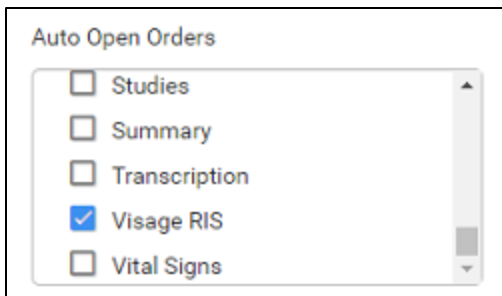 Auto Open Orders
Studies
Summary
Transcription
Visage RIS
Vital Signs